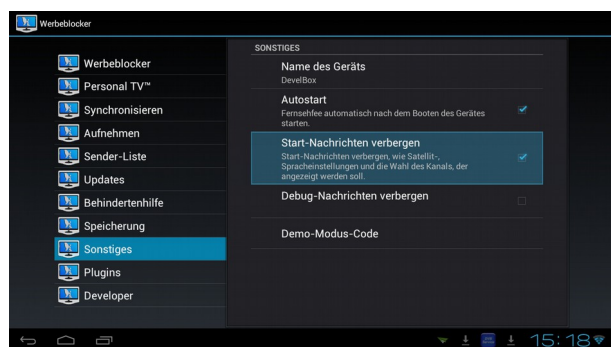 Werbeblocker
Werbeblocker
Personal TV™
Synchronisieren
Aufnehmen
Sender-Liste
Updates
Behindertenhilfe
Speicherung
Sonstiges
Plugins
Developer
SONSTIGES
Name des Geräts
DevelBox
Autostart
Fernsehfee automatisch nach dem Booten des Gerätes
starten.
Start-Nachrichten verbergen
Start-Nachrichten verbergen, wie Satellit-,
Spracheinstellungen und die Wahl des Kanals, der
angezeigt werden soll.
Debug-Nachrichten verbergen
Demo-Modus-Code
15:18